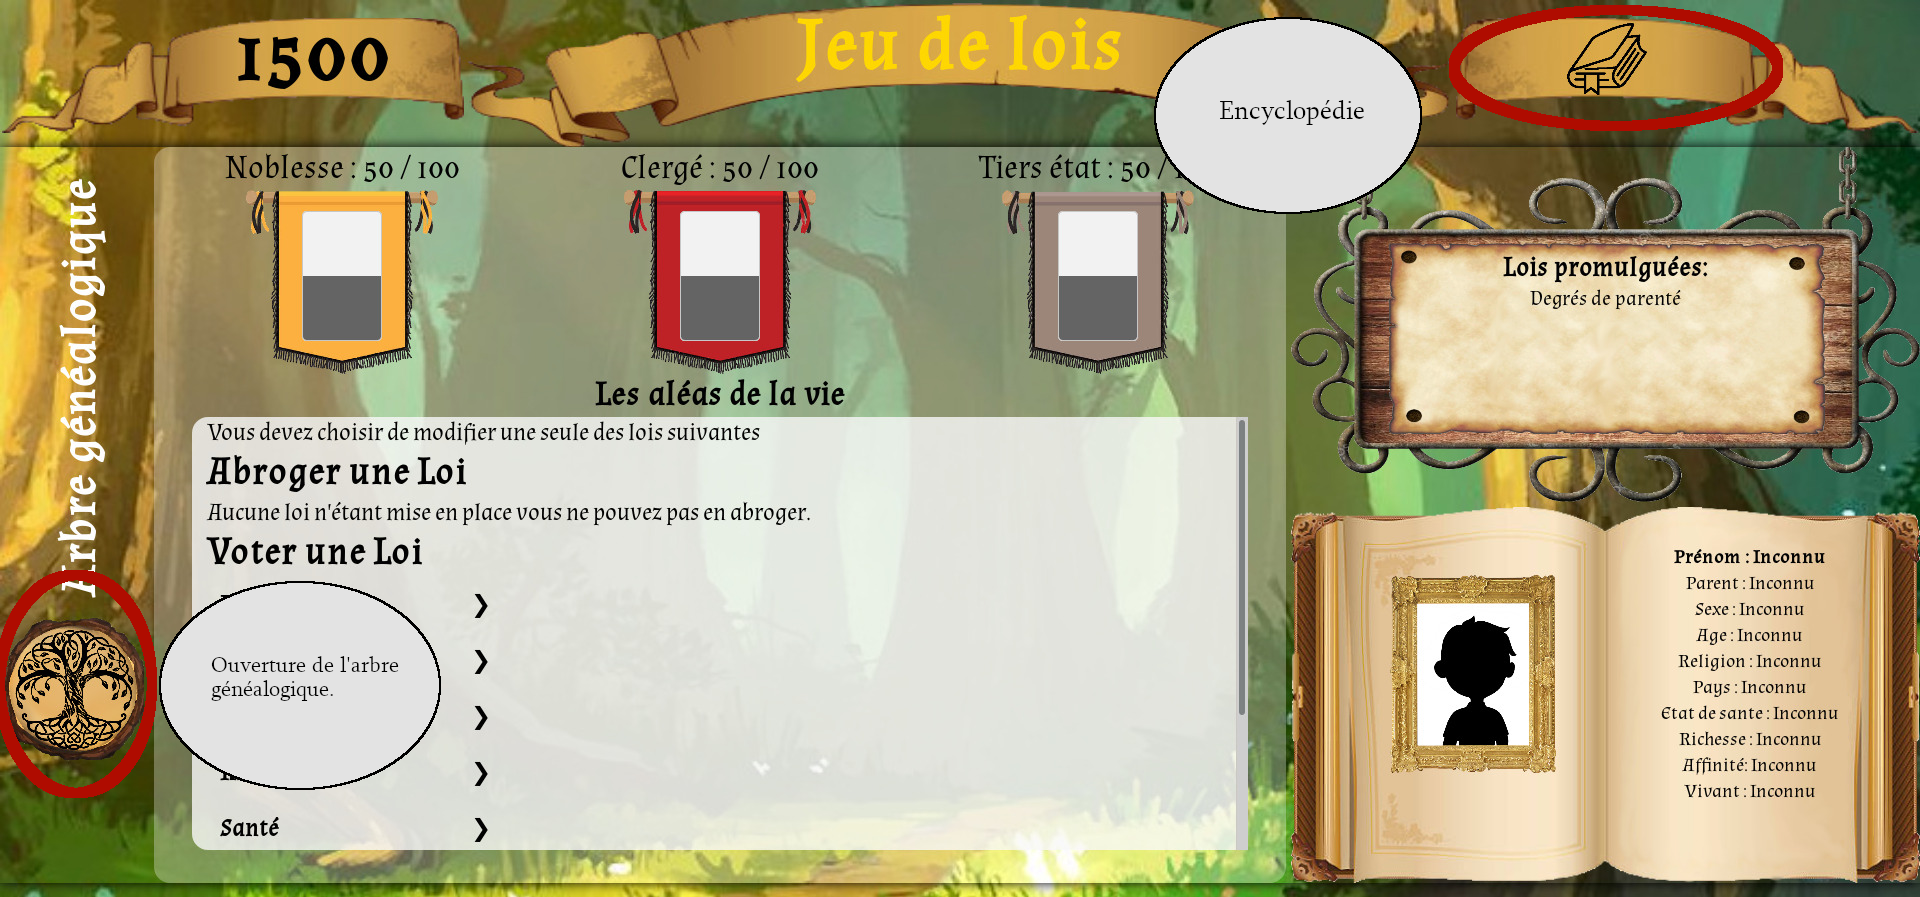 1500
Jeu de lois
Encyclopédie
Noblesse : 50 / 100
Clergé : 50 / 100
Tiers état : 50 /
Arbre généalogique
Les aléas de la vie
Vous devez choisir de modifier une seule des lois suivantes
Abroger une Loi
Aucune loi n'étant mise en place vous ne pouvez pas en abroger.
Voter une Loi
Ouverture de l'arbre
généalogique.
Santé
Lois promulguées:
Degrés de parenté
Prénom : Inconnu
Parent : Inconnu
Sexe : Inconnu
Age : Inconnu
Religion : Inconnu
Pays : Inconnu
Etat de sante : Inconnu
Richesse : Inconnu
Affinité: Inconnu
Vivant : Inconnu